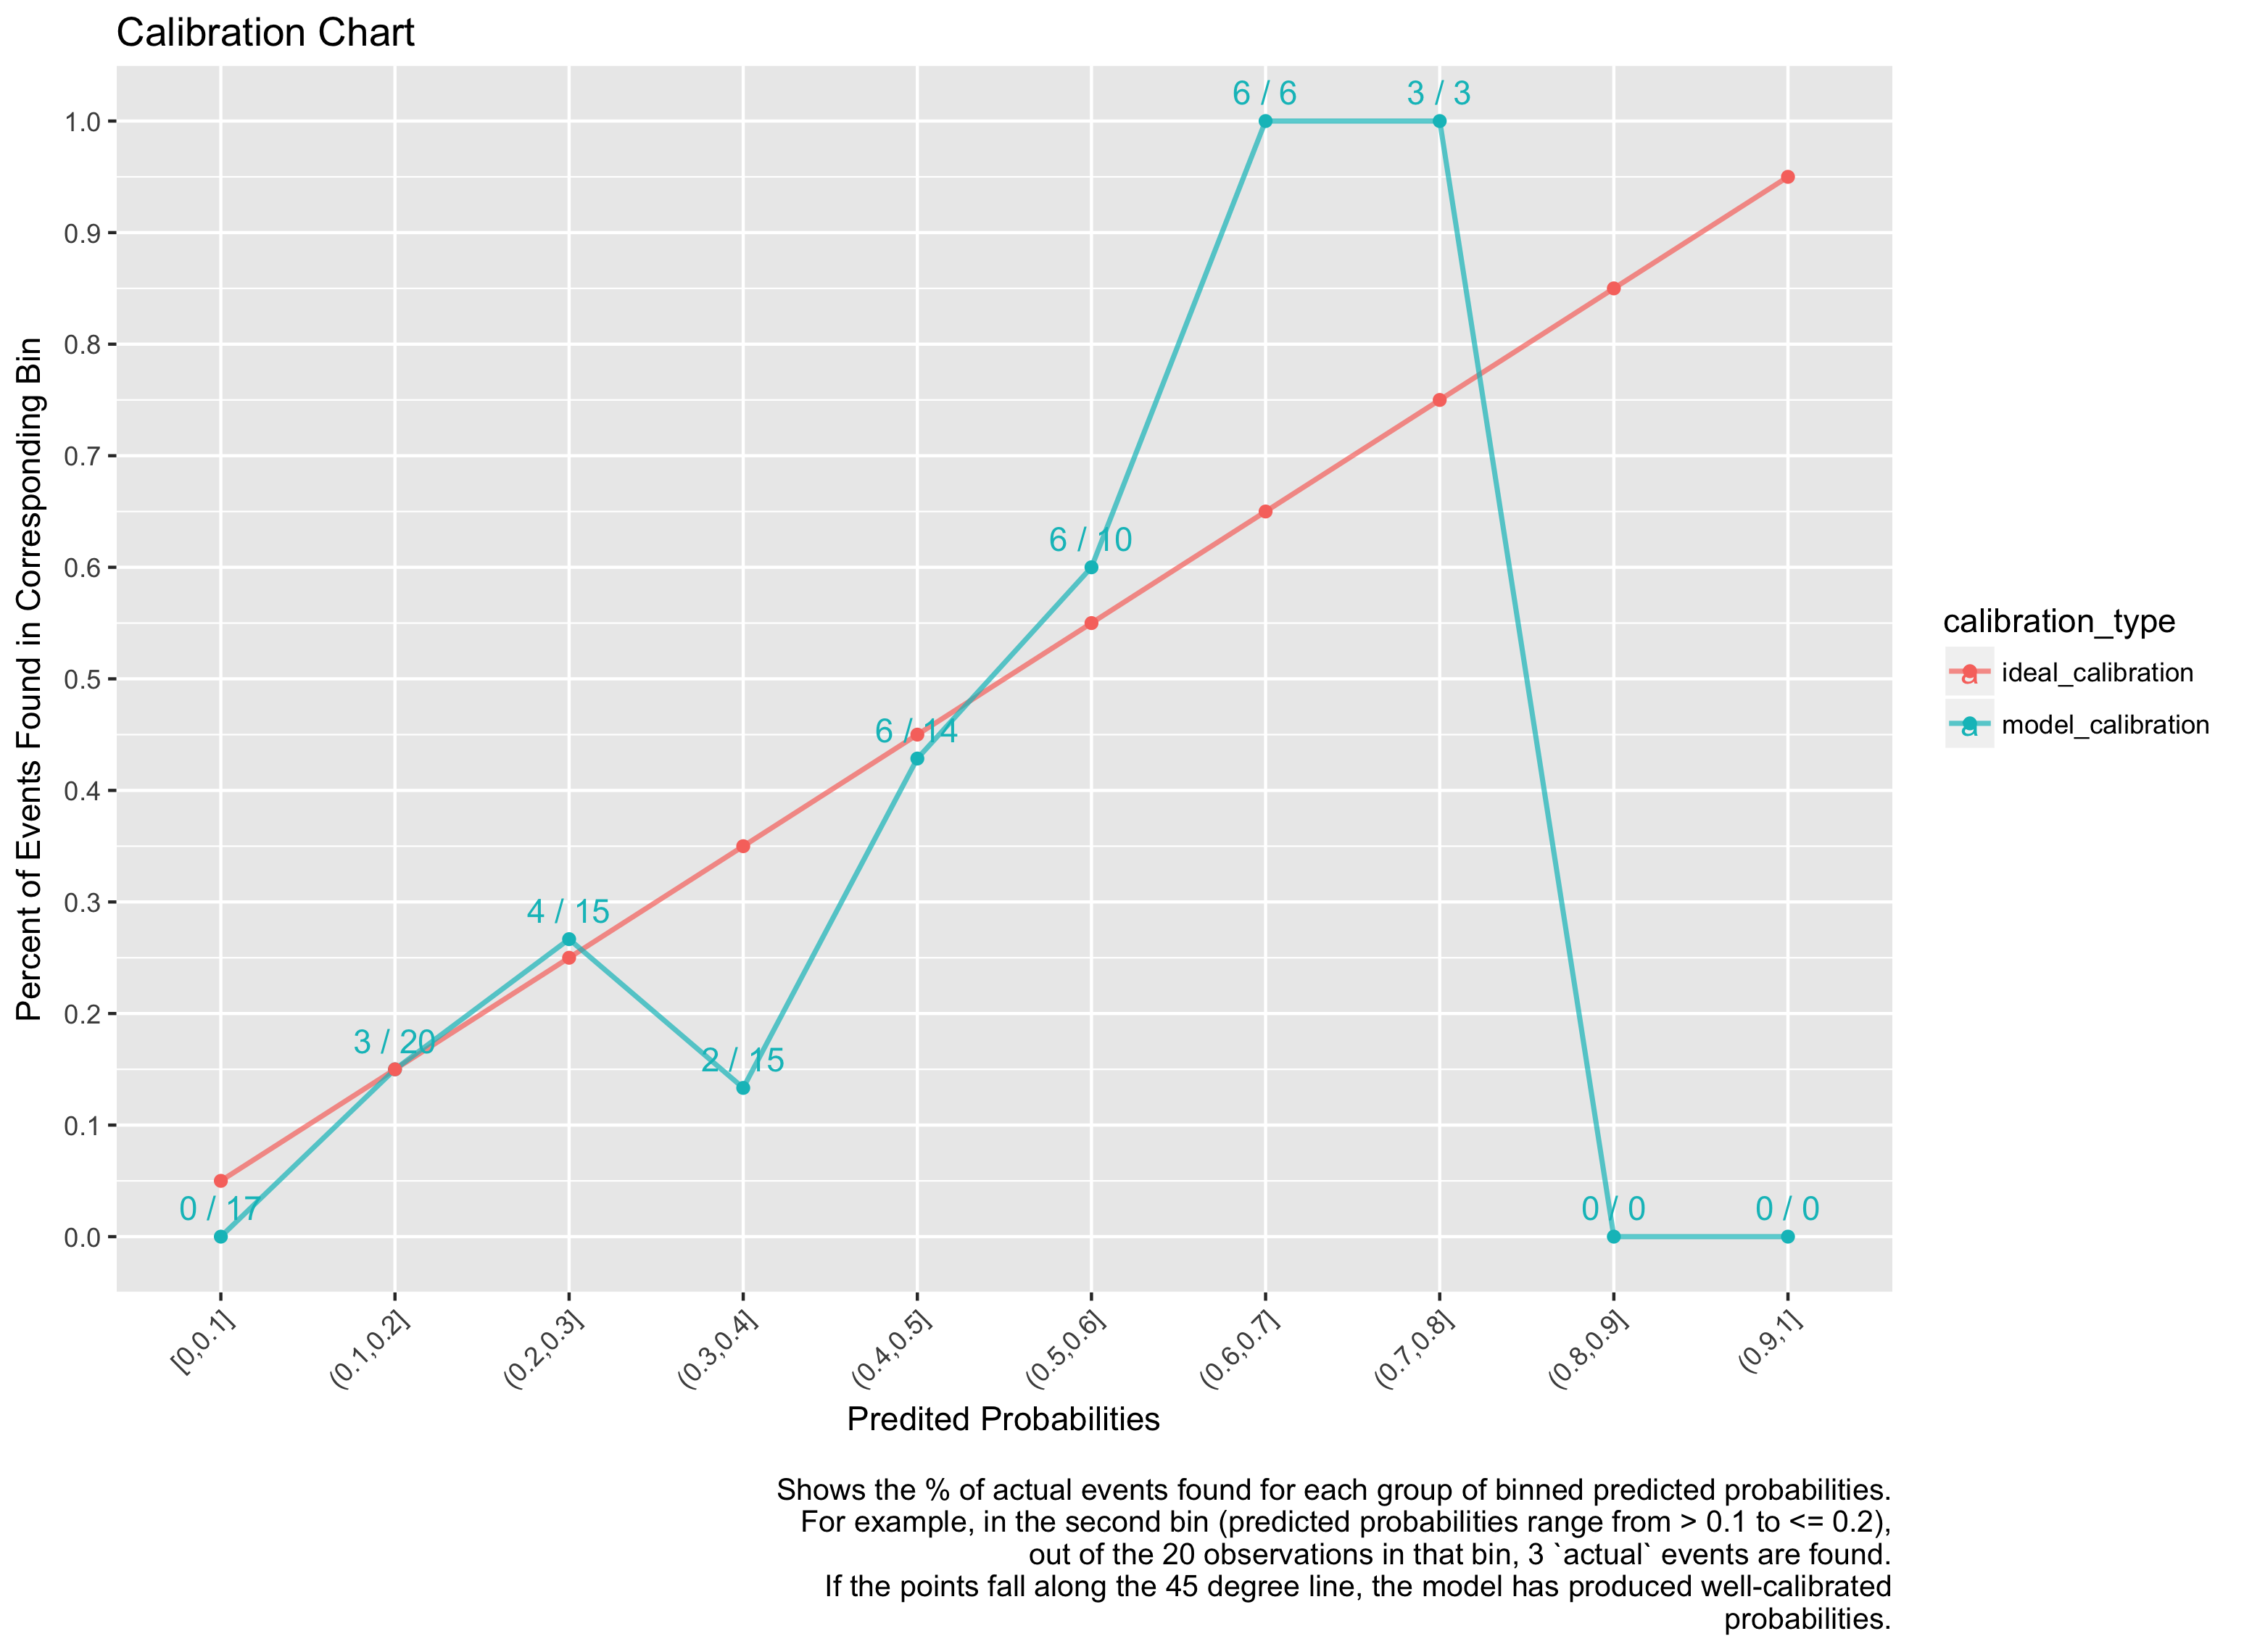 Calibration Chart
Percent of Events Found in Corresponding Bin
1.0
0.9
0.8
0.7
0.6
0.5
0.4
0.3
0.2
0.1
0.0
0 / 17
3 / 20
4 / 15
2 / 15
6 / 14
6 / 10
6 / 6
3 / 3
0 / 0
0 / 0
[0,0.1]
(0.1,0.2]
(0.2,0.3]
(0.3,0.4]
(0.4,0.5]
(0.5,0.6]
(0.6,0.7]
(0.7,0.8]
(0.8,0.9]
(0.9,1]
Predited Probabilities
calibration_type
a ideal_calibration
a model_calibration
Shows the % of actual events found for each group of binned predicted probabilities.
For example, in the second bin (predicted probabilities range from > 0.1 to <= 0.2),
out of the 20 observations in that bin, 3 `actual` events are found.
If the points fall along the 45 degree line, the model has produced well-calibrated
probabilities.